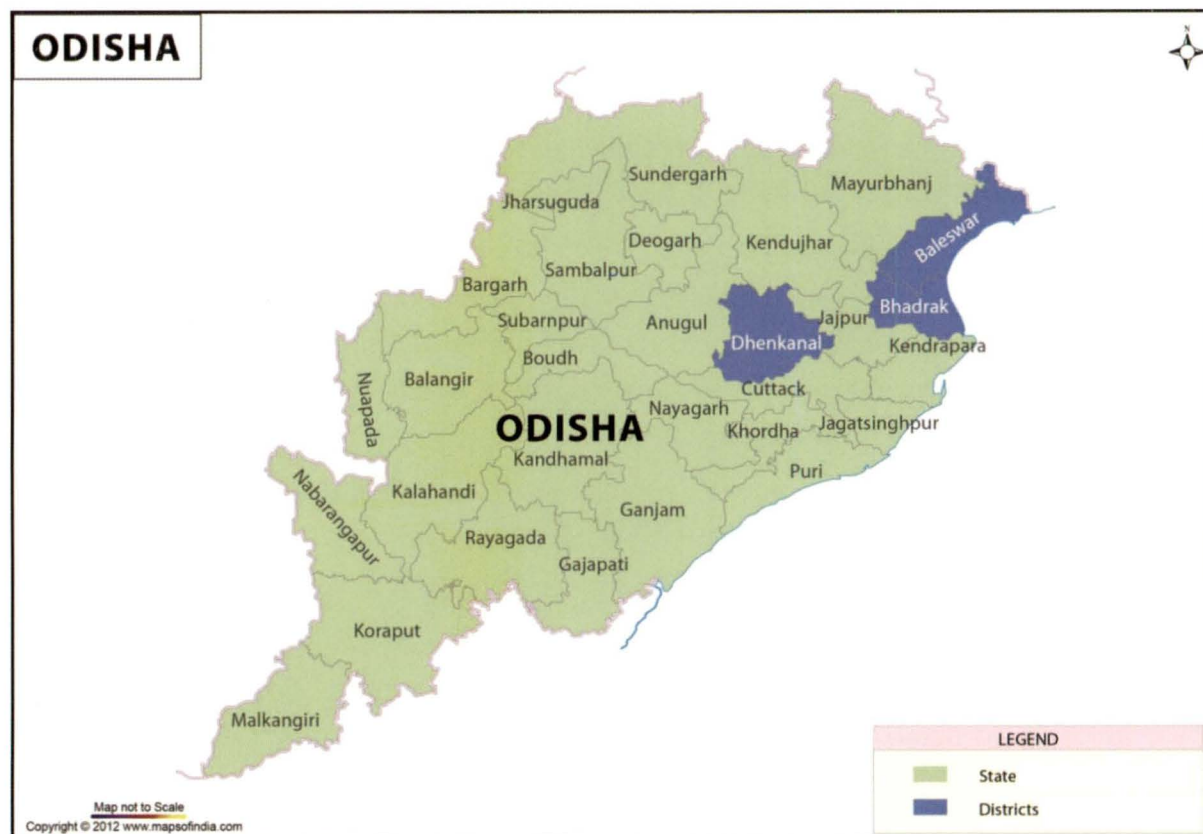 ODISHA
N
Sundergarh
Mayurbhanj
Jharsuguda
Deogarh
Kendujhar
Baleswar
Sambalpur
Bargarh
Bhadrak
Subarnpur
Anugul
Jajpur
Dhenkanal
Kendrapara
Boudh
Balangir
Cuttack
Nuapada
Nayagarh
Jagatsinghpur
Khordha
ODISHA
Kandhamal
Puri
Kalahandi
Ganjam
Nabarangapur
Rayagada
Gajapati
Koraput
Malkangiri
LEGEND
State
Districts
Map not to Scale
Copyright © 2012 www.mapsofindia.com